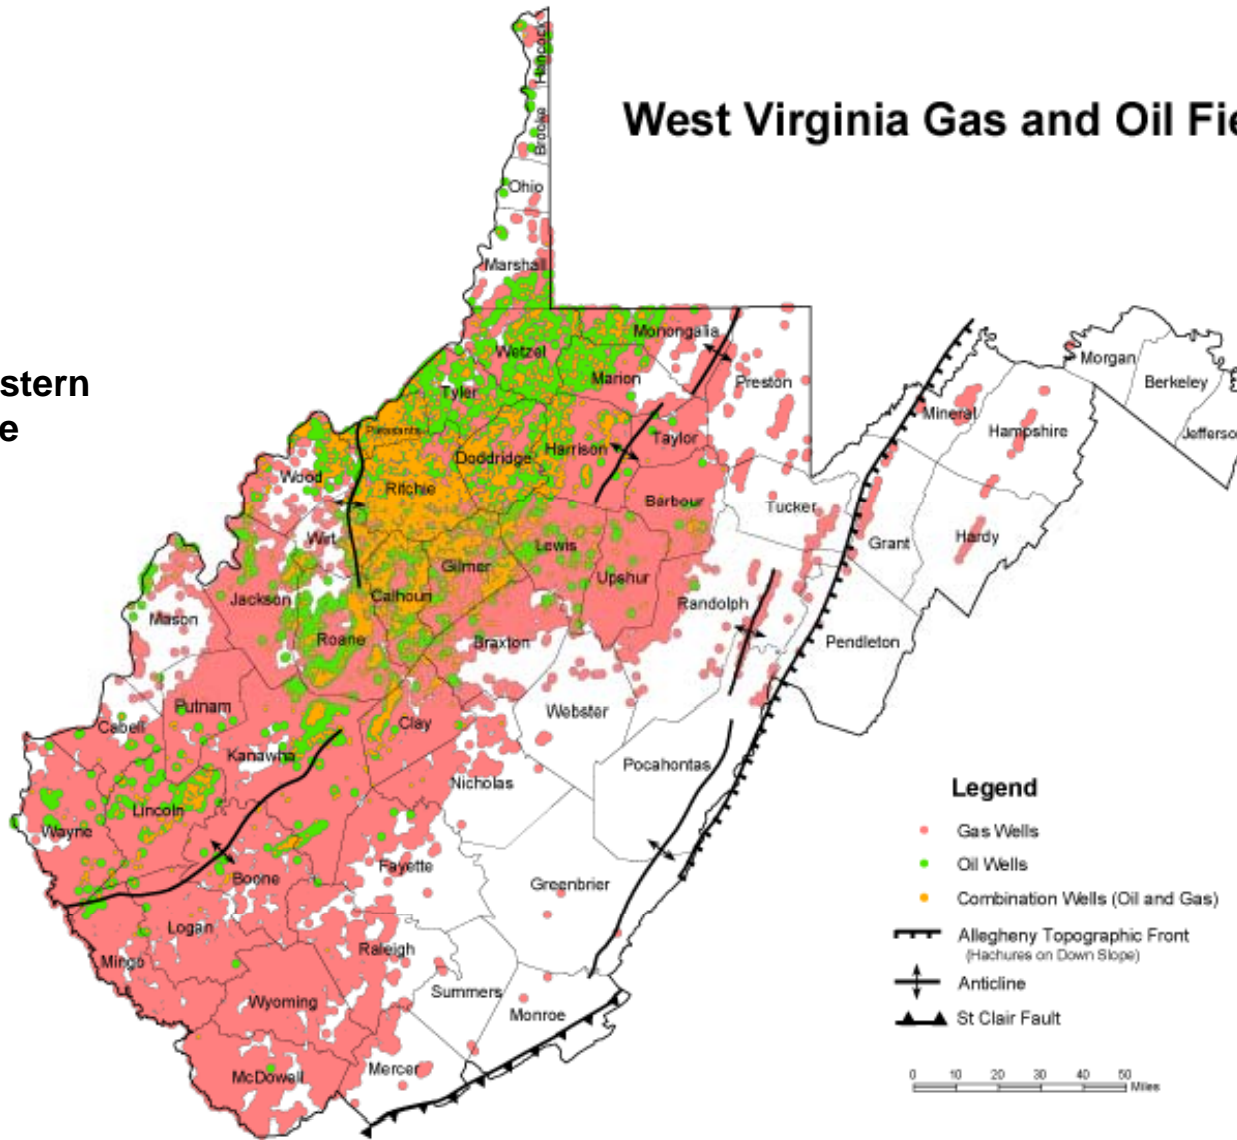 West Virginia Gas and Oil Fie
stern
e
Hancock
Brooke
Ohio
Marshall
Monongalia
Wetzel
Marion
Preston
Tyler
Morgan
Berkeley
Jefferso
Mineral
Hampshire
Pleasants
Doddridge
Harrison
Taylor
Wood
Ritchie
Barbour
Tucker
Wirt
Lewis
Grant
Hardy
Gilmer
Upshur
Jackson
Calhoun
Randolph
Mason
Roane
Braxton
Pendleton
Putnam
Clay
Webster
Cabell
Kanawha
Pocahontas
Nicholas
Lincoln
Wayne
Fayette
Boone
Greenbrier
Logan
Raleigh
Mingo
Wyoming
Summers
Monroe
McDowell
Mercer
Legend
Gas Wells
Oil Wells
Combination Wells (Oil and Gas)
Allegheny Topographic Front
(Hachures on Down Slope)
Anticline
St Clair Fault
0 10 20 30 40 50
Miles